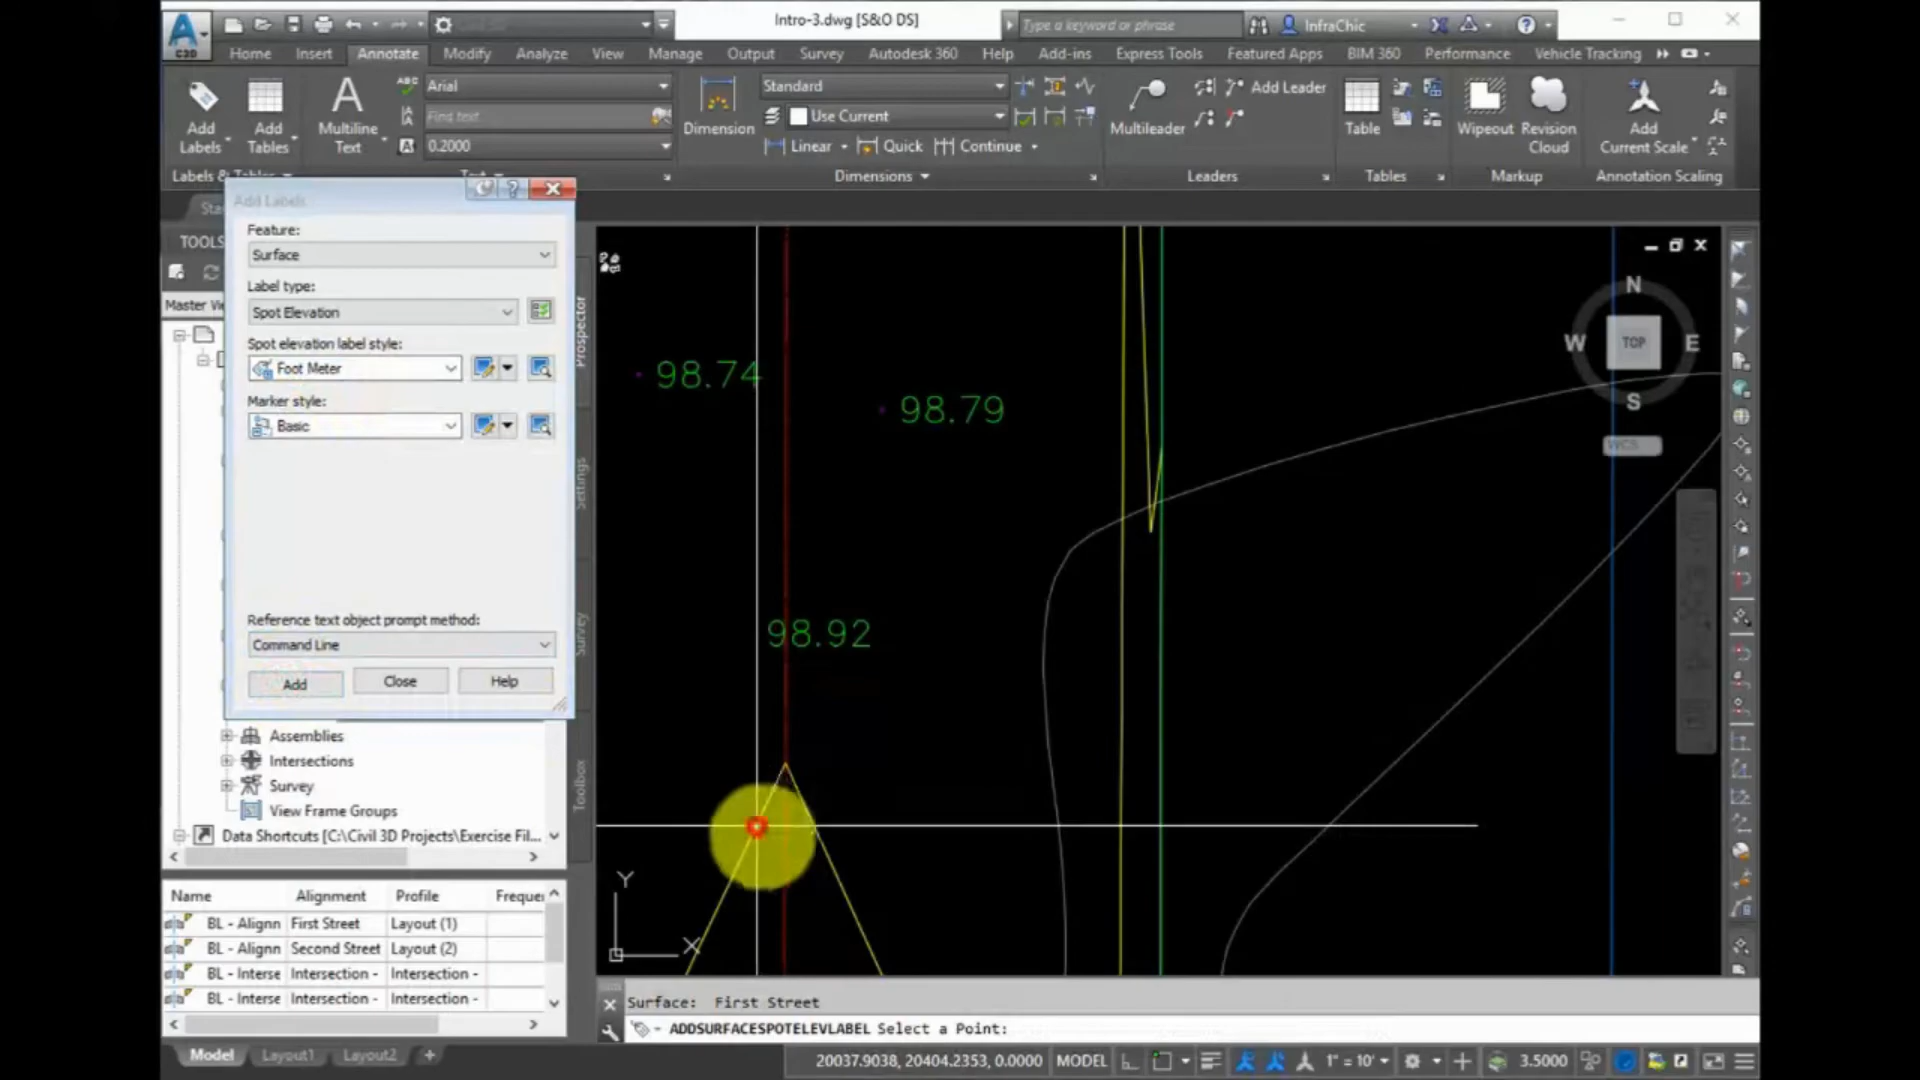 Intro-3.dwg [S&O DS]
Type a keyword or phrase
InfraChic
C3D
Home Insert Annotate Modify Analyze View Manage Output Survey Autodesk 360 Help Add-ins Express Tools Featured Apps BIM 360 Performance Vehicle Tracking
Add Labels
Add Tables
Multiline Text
Arial
Find text
0.2000
Dimension
Standard
Use Current
Linear Quick Continue
Multileader
Add Leader
Table
Wipeout
Revision Cloud
Add Current Scale
Labels &
Dimensions
Leaders
Tables
Markup
Annotation Scaling
Add Labels
Feature:
Surface
Label type:
Spot Elevation
Spot elevation label style:
Foot Meter
Marker style:
Basic
Reference text object prompt method:
Command Line
Add Close Help
TOOLS
Master Vi
Prospector
Settings
Survey
Toolbox
Assemblies
Intersections
Survey
View Frame Groups
Data Shortcuts [C:\Civil 3D Projects\Exercise Fil...
Name Alignment Profile Freque
BL - Alignn First Street Layout (1)
BL - Alignn Second Street Layout (2)
BL - Interse Intersection - Intersection -
BL - Interse Intersection - Intersection -
98.74
98.79
98.92
N
W TOP E
S
WCS
Y
X
Surface: First Street
ADDSURFACESPOTELEVLABEL Select a Point:
Model Layout1 Layout2 +
20037.9038, 20404.2353, 0.0000 MODEL 1" = 10' 3.5000